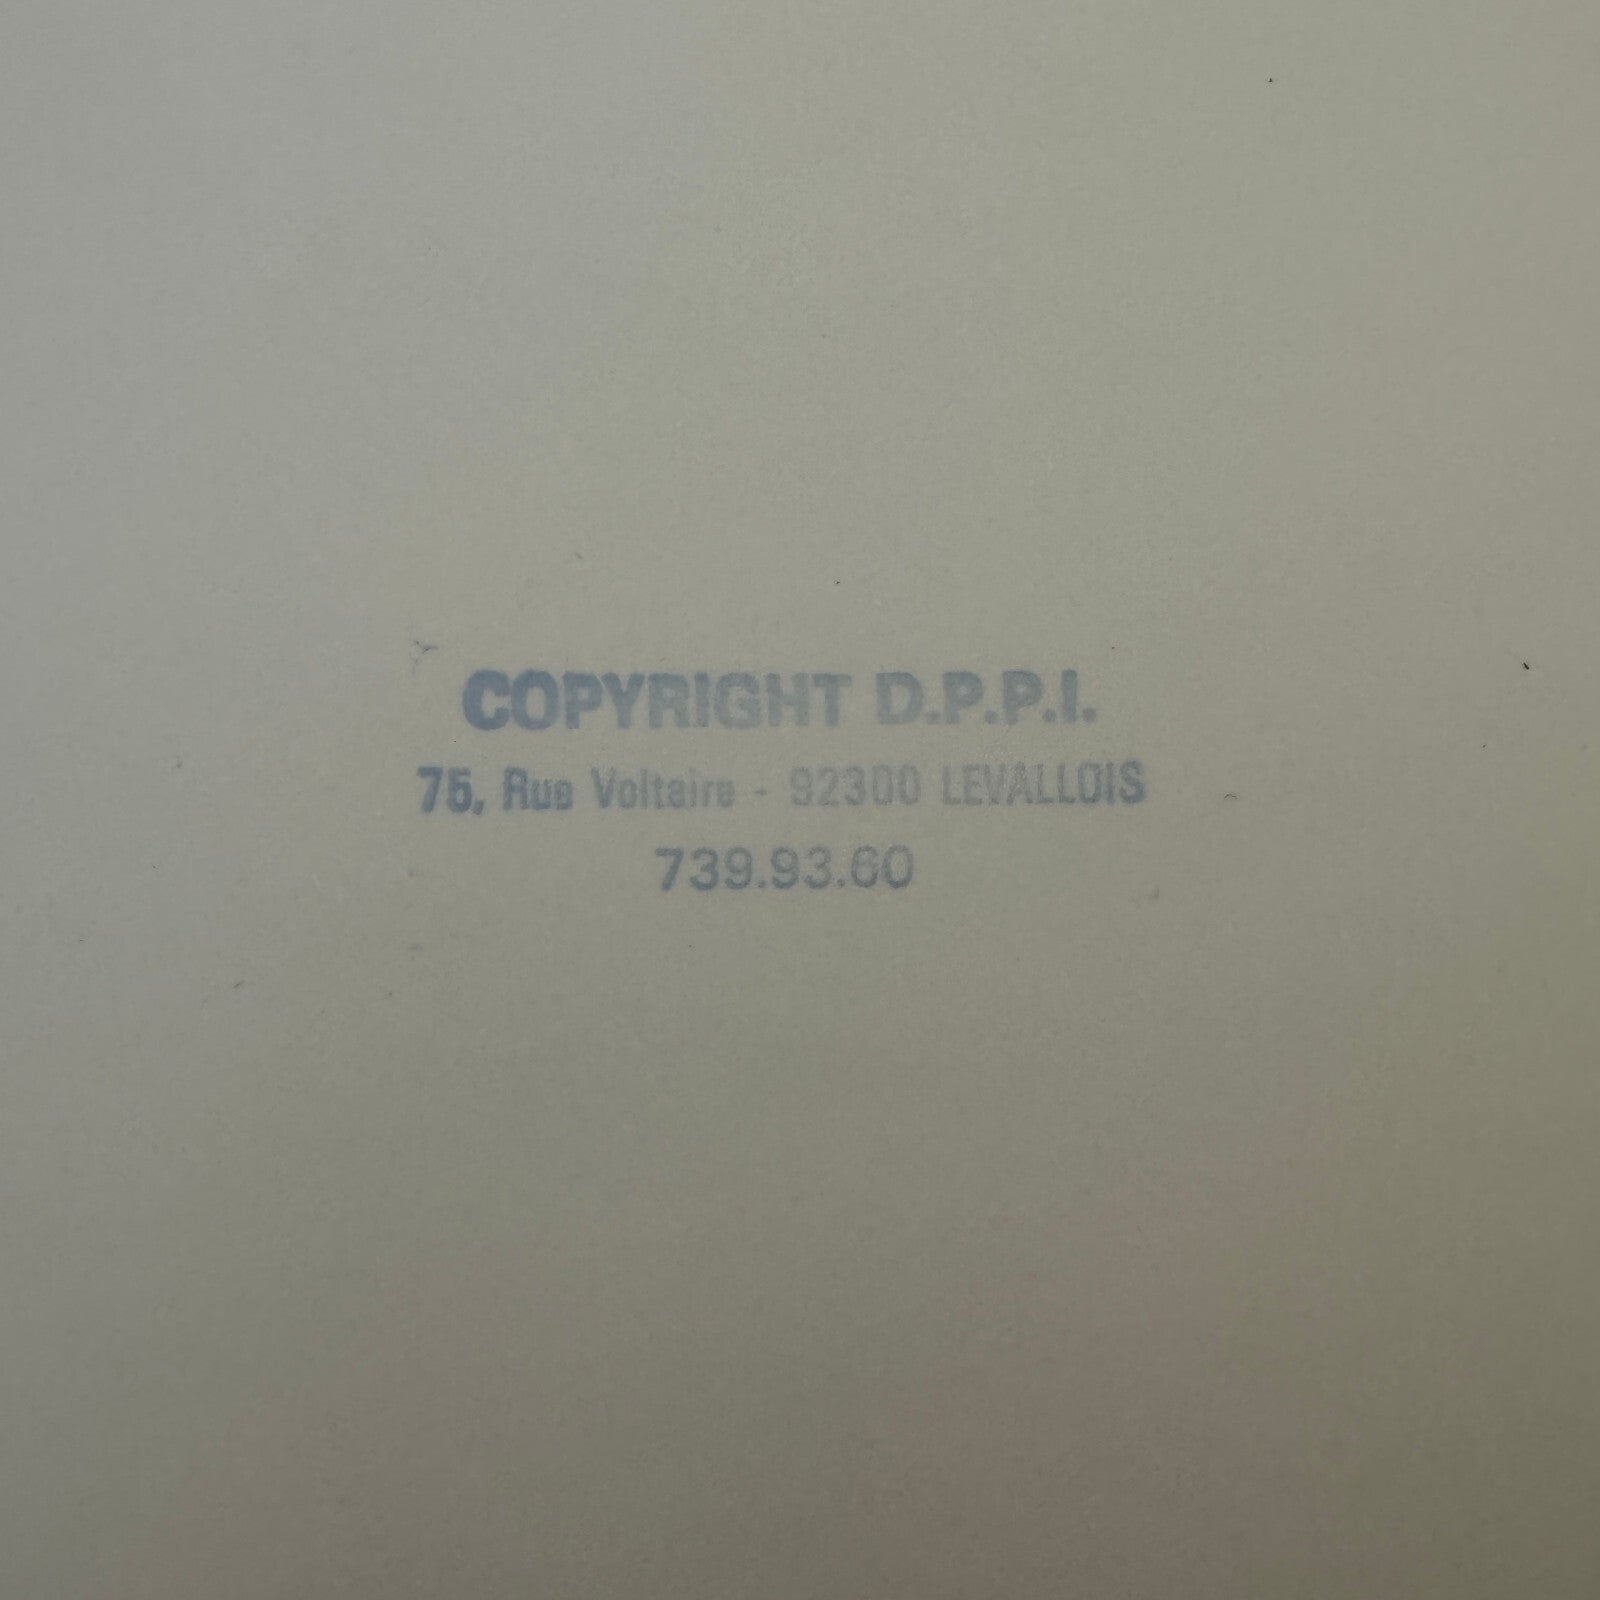 COPYRIGHT D.P.P.I.
75, Rue Voltaire - 92300 LEVALLOIS
739.93.60